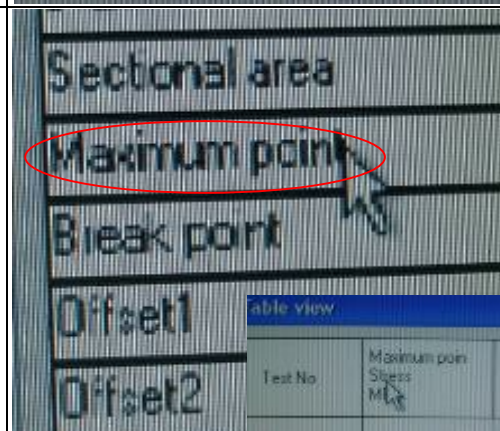 Sectional area
Maximum point
Break point
Offset1
Offset2
able view
Test No
Maximum poin
Stress